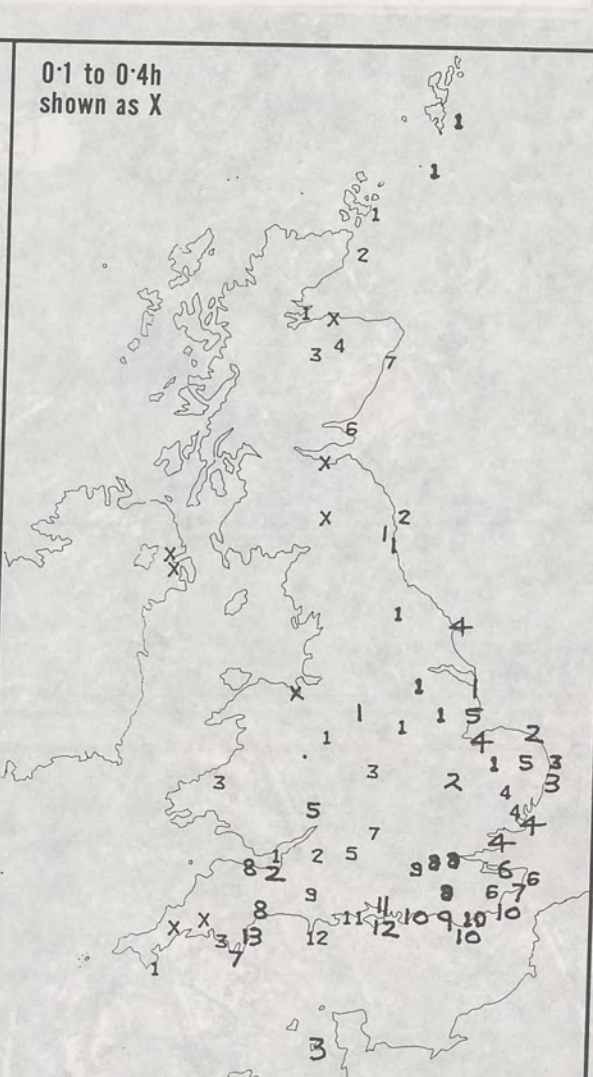 0·1 to 0·4h
shown as X
1
1
1
2
1 X
3 4
7
6
X
X 2
1
1
X
X
1 4
1 1
X
1 1 1 5
1 4 2
1 5 3
3 3 2 4 3
5 4 4
7 4
8 1 2 5 9 8 8 6
2 6
9 8 6 7
8 11 10
X X 11 12 10 9 10
3 13 12 10
7
1
3